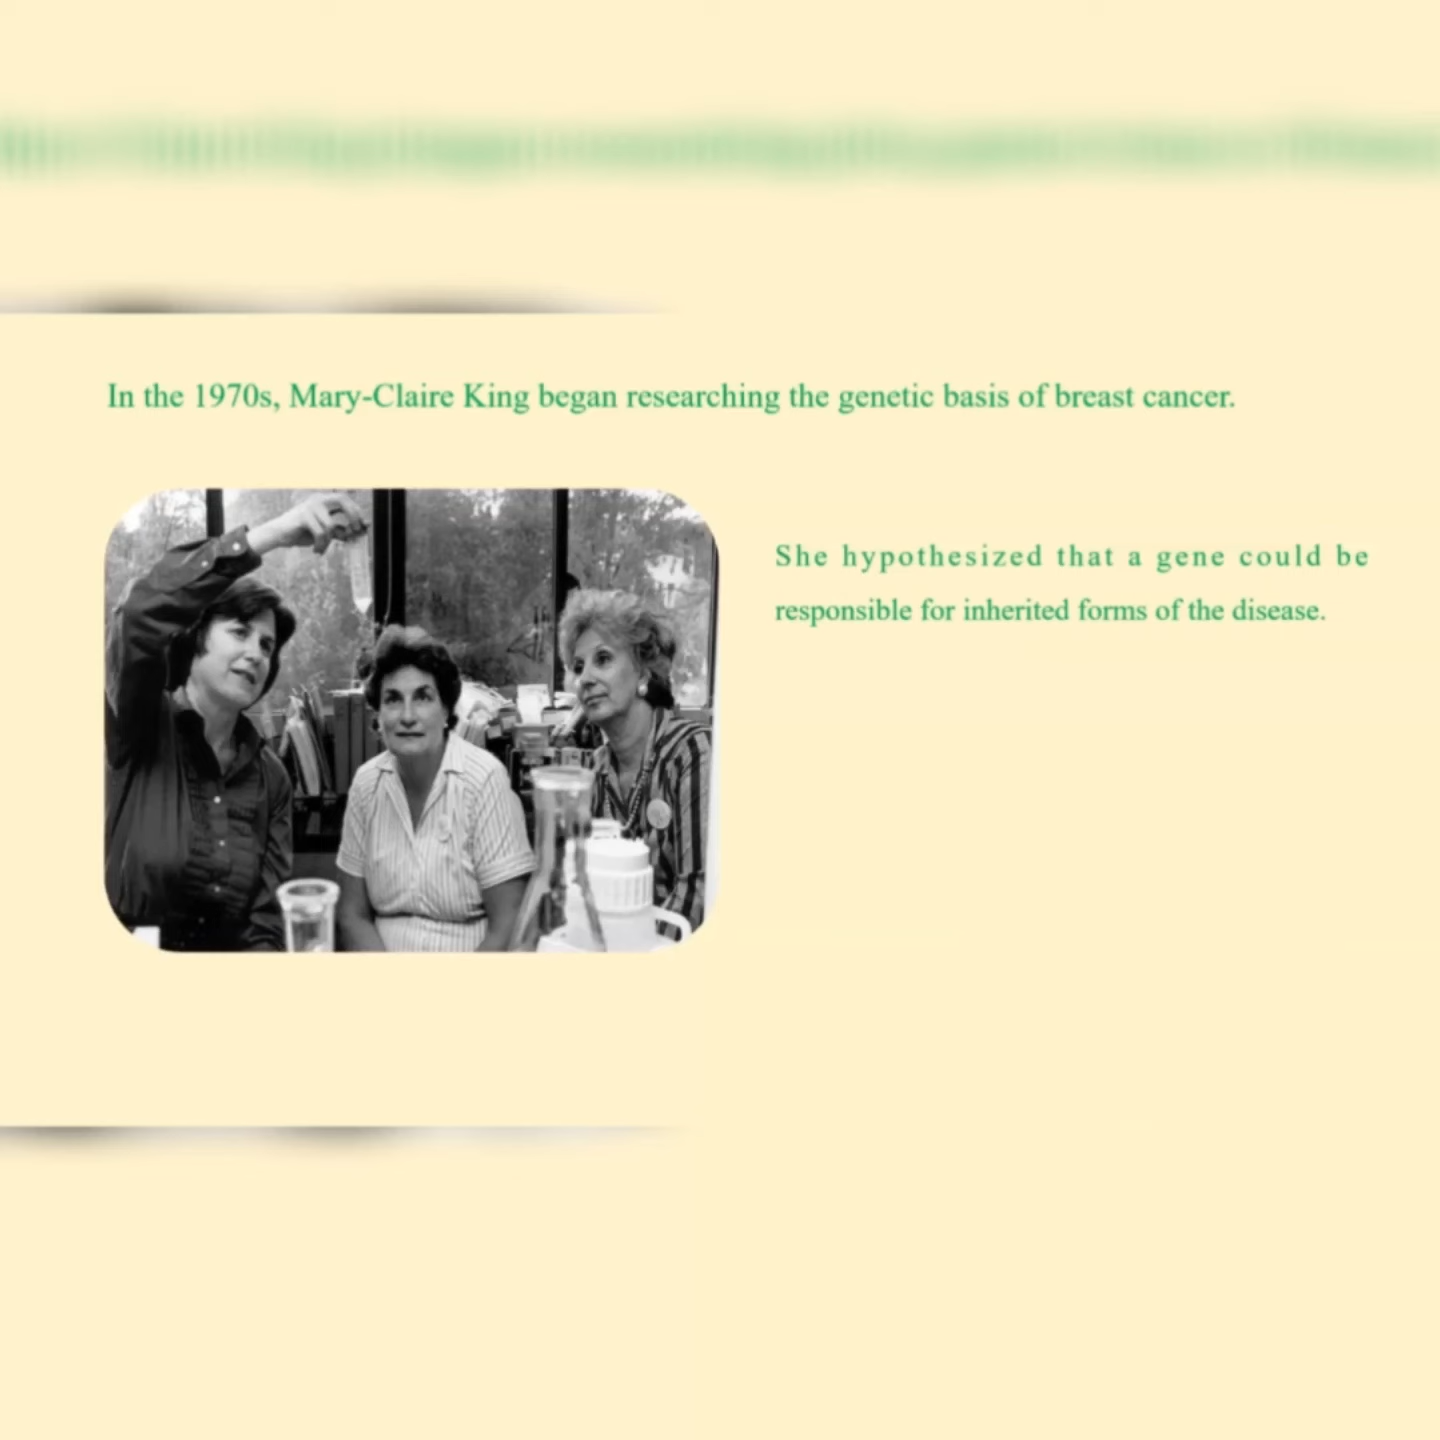 In the 1970s, Mary-Claire King began researching the genetic basis of breast cancer.
She hypothesized that a gene could be
responsible for inherited forms of the disease.